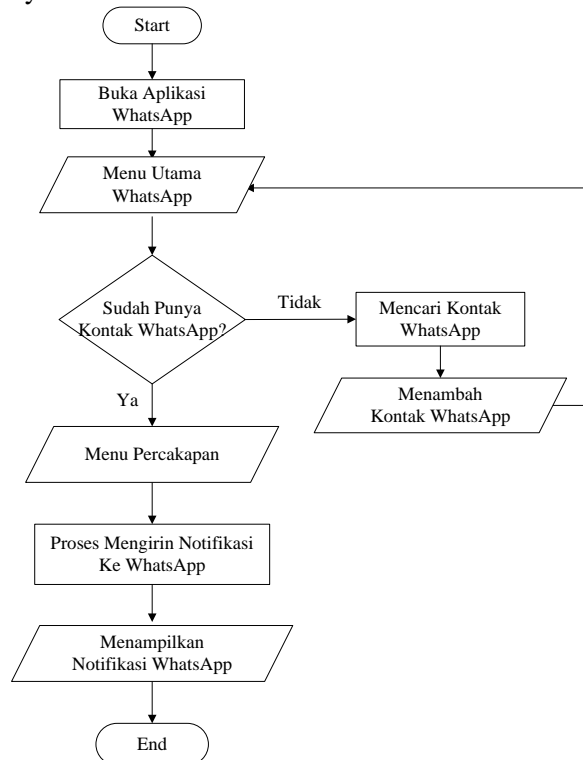 Start
Buka Aplikasi
WhatsApp
Menu Utama
WhatsApp
Sudah Punya
Kontak WhatsApp?
Tidak
Mencari Kontak
WhatsApp
Menambah
Kontak WhatsApp
Ya
Menu Percakapan
Proses Mengirin Notifikasi
Ke WhatsApp
Menampilkan
Notifikasi WhatsApp
End